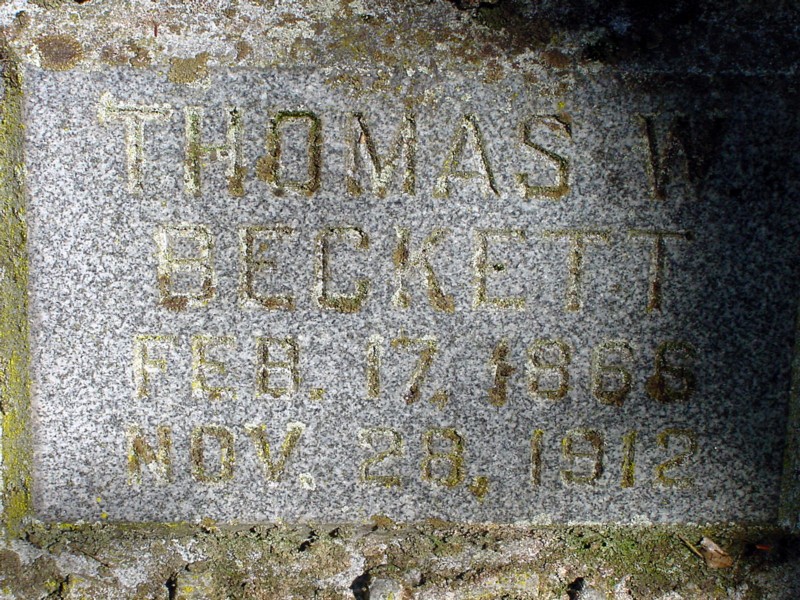 THOMAS W
BECKETT
FEB. 17, 1866
NOV. 28, 1912